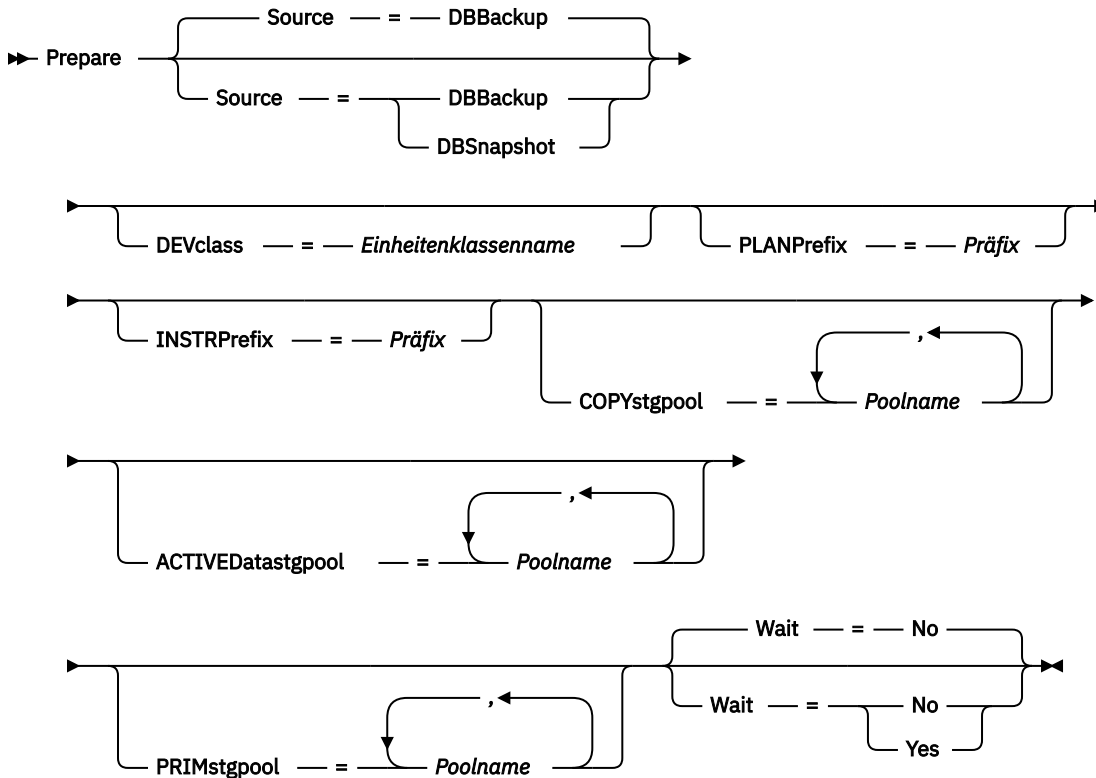 Source = DBBackup
Prepare
Source = DBBackup
DBSnapshot
DEVclass = Einheitenklassenname PLANPrefix = Präfix
INSTRPrefix = Präfix
,
COPYstgpool = Poolname
,
ACTIVEDatastgpool = Poolname
Wait = No
,
Wait = No
Yes
PRIMstgpool = Poolname